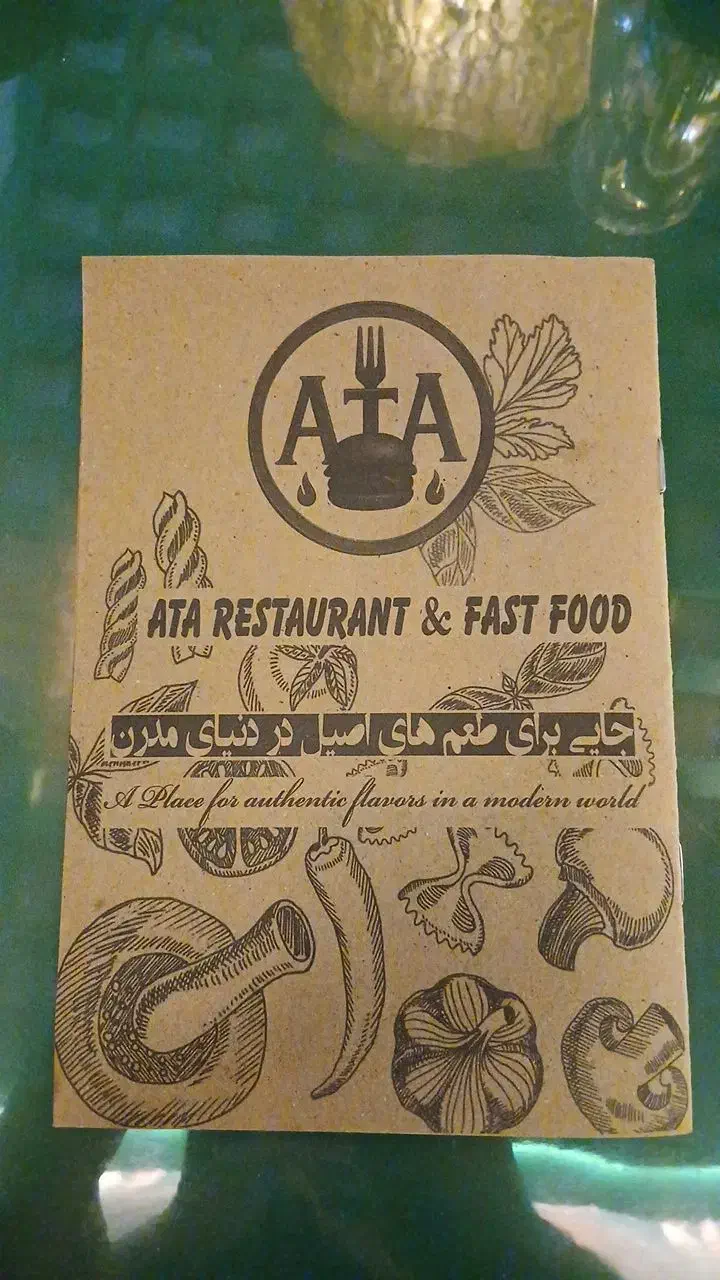 ATA
ATA RESTAURANT & FAST FOOD
جایی برای طعم های اصیل در دنیای مدرن
A Place for authentic flavors in a modern world